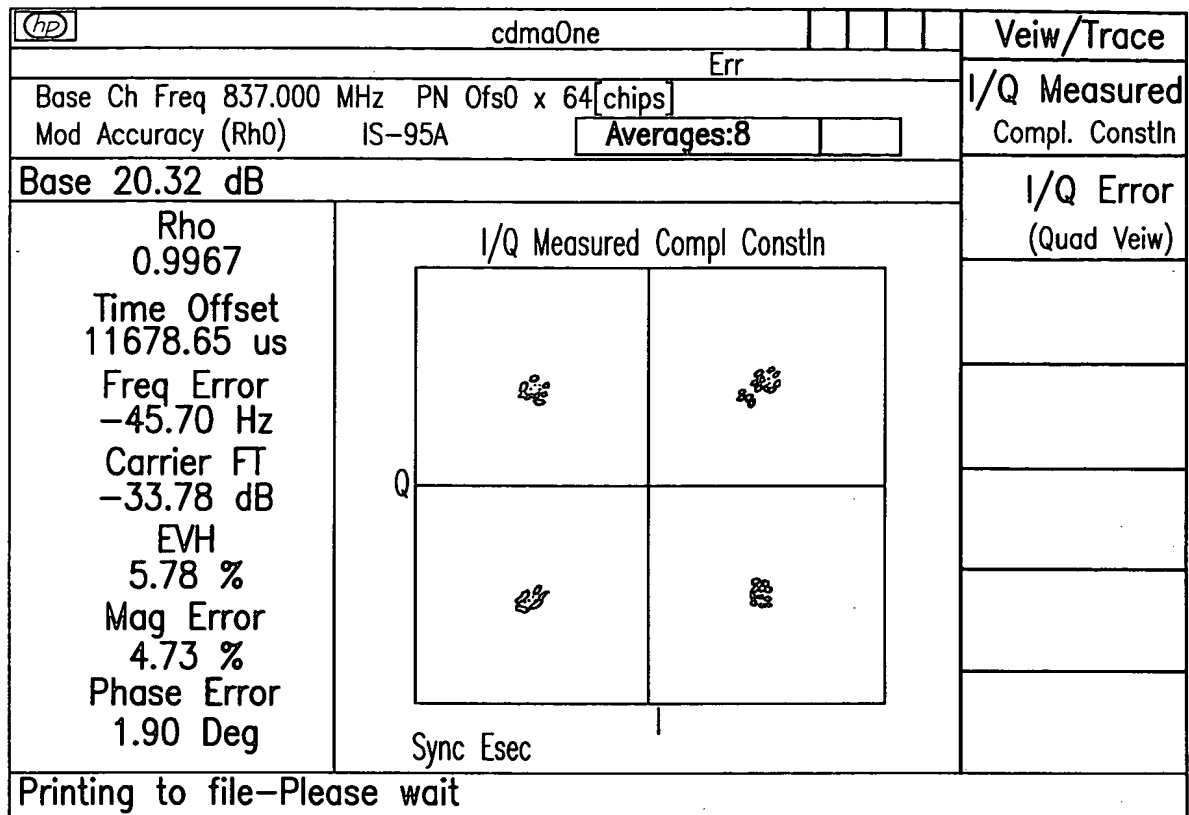 hp
cdmaOne
Err
Base Ch Freq 837.000 MHz PN Ofs0 x 64[chips]
Mod Accuracy (Rh0) IS-95A Averages:8
Base 20.32 dB
Rho
0.9967
Time Offset
11678.65 us
Freq Error
-45.70 Hz
Carrier FT
-33.78 dB
EVH
5.78 %
Mag Error
4.73 %
Phase Error
1.90 Deg
I/Q Measured Compl Constln
Q
I
Sync Esec
Printing to file-Please wait
Veiw/Trace
I/Q Measured
Compl. Constln
I/Q Error
(Quad Veiw)